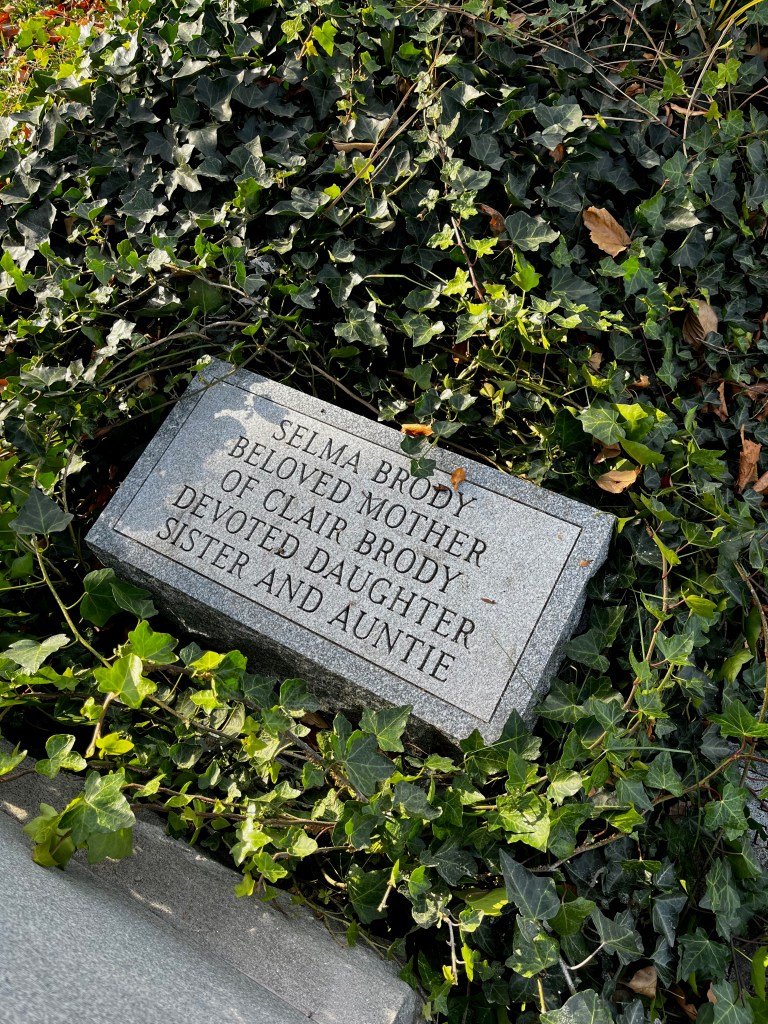 SELMA BRODY
BELOVED MOTHER
OF CLAIR BRODY
DEVOTED DAUGHTER
SISTER AND AUNTIE